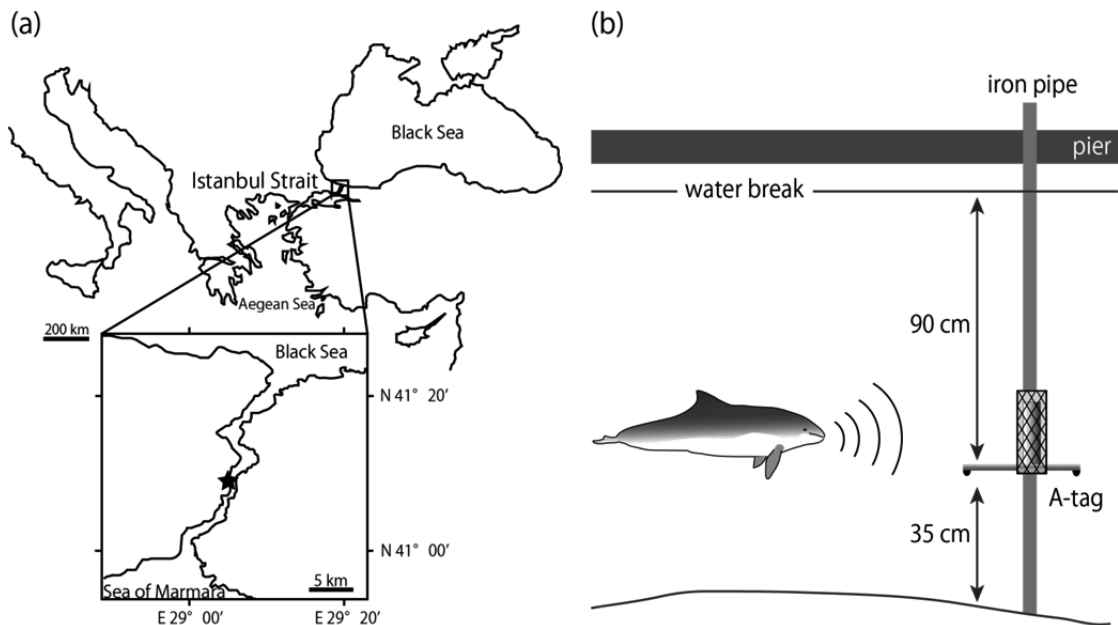 (a)
Black Sea
Istanbul Strait
Aegean Sea
200 km
Black Sea
N 41° 20'
N 41° 00'
5 km
Sea of Marmara
E 29° 00'
E 29° 20'
(b)
iron pipe
pier
water break
90 cm
A-tag
35 cm